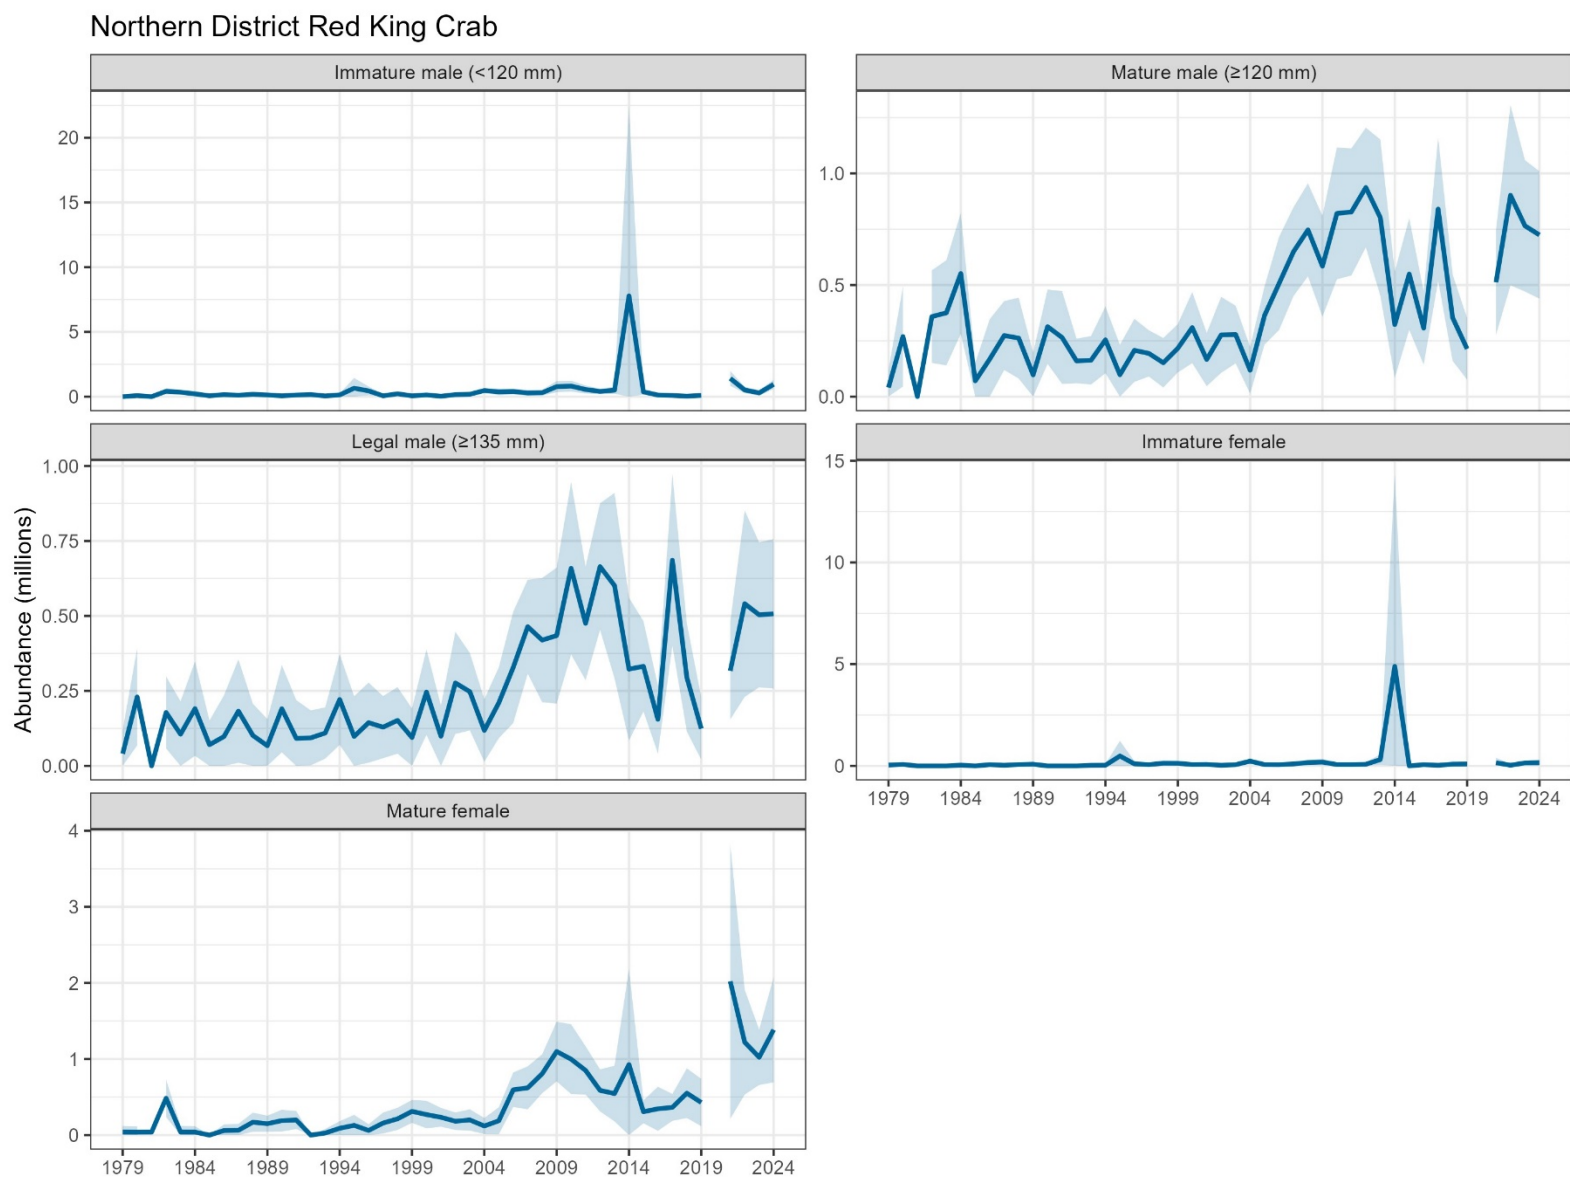 Northern District Red King Crab
Immature male (<120 mm)
Mature male (≥120 mm)
20
15
10
5
0
1.0
0.5
0.0
Legal male (≥135 mm)
Immature female
Abundance (millions)
1.00
0.75
0.50
0.25
0.00
15
10
5
0
1979 1984 1989 1994 1999 2004 2009 2014 2019 2024
Mature female
4
3
2
1
0
1979 1984 1989 1994 1999 2004 2009 2014 2019 2024